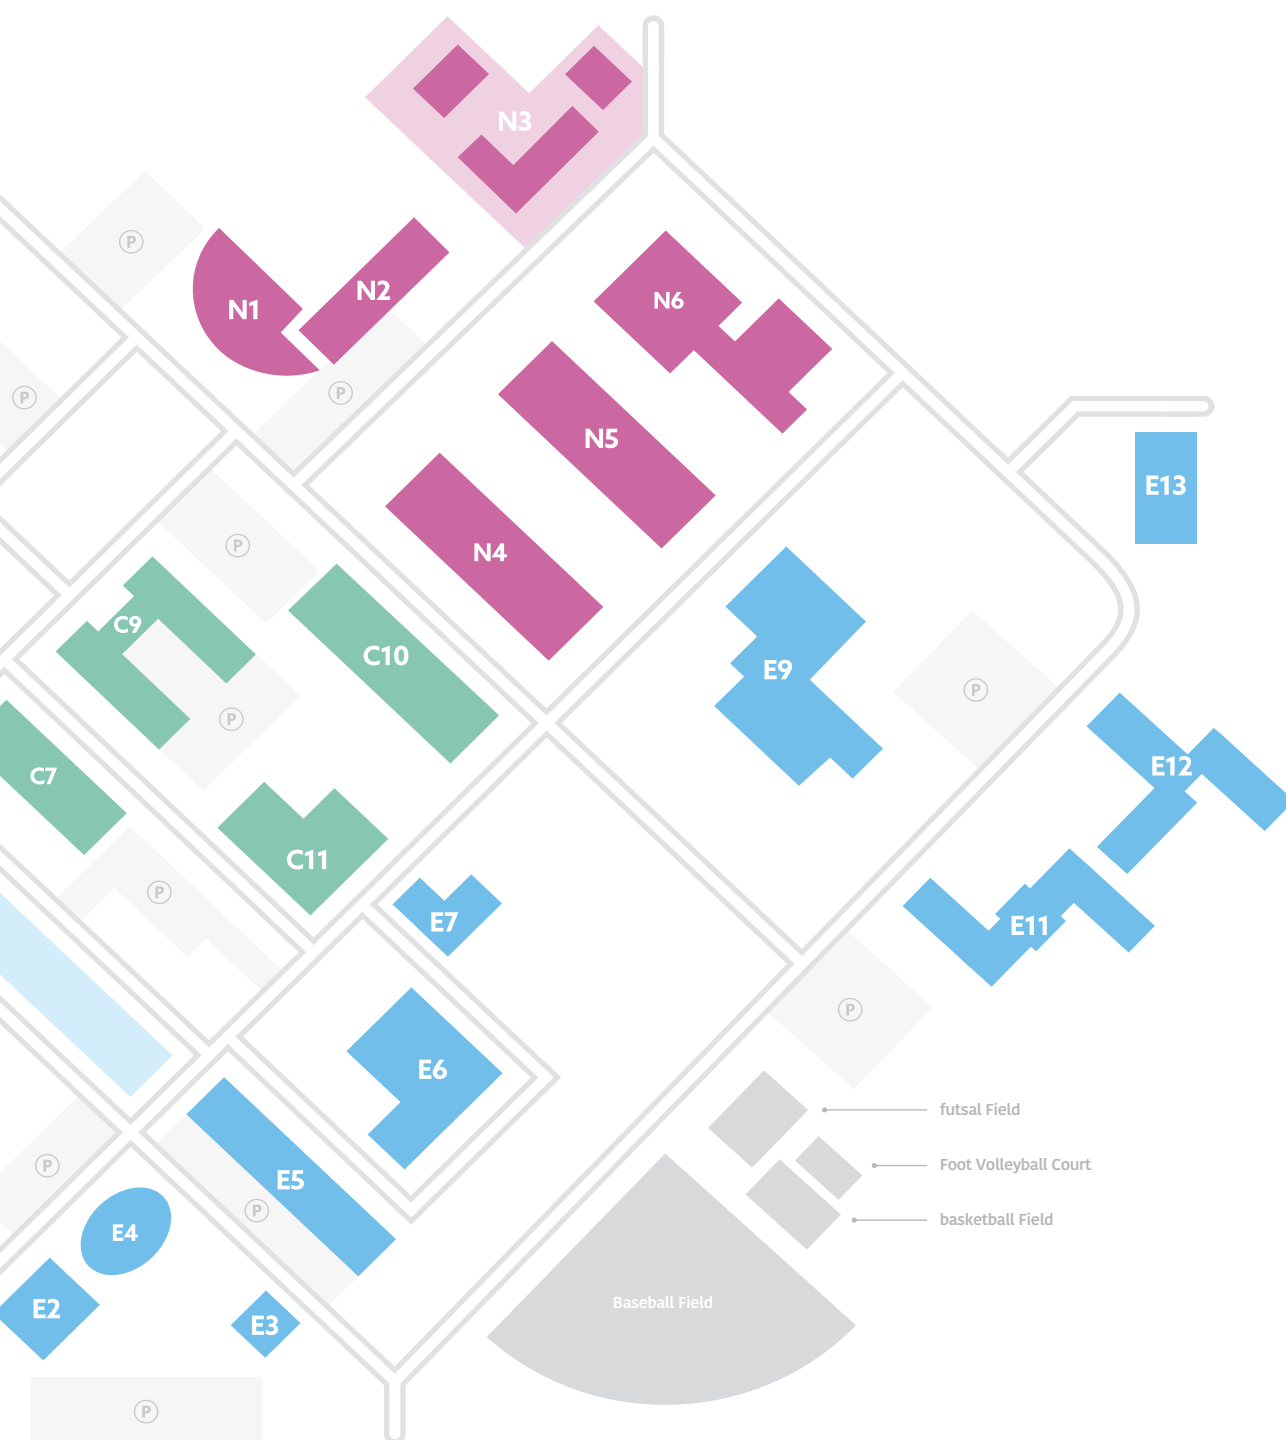 N3
P
N1
N2
N6
P
P
N5
E13
N4
P
C9
C10
E9
P
P
C7
E12
C11
P
E7
E11
P
E6
futsal Field
Foot Volleyball Court
P
E5
P
basketball Field
E4
Baseball Field
E2
E3
P